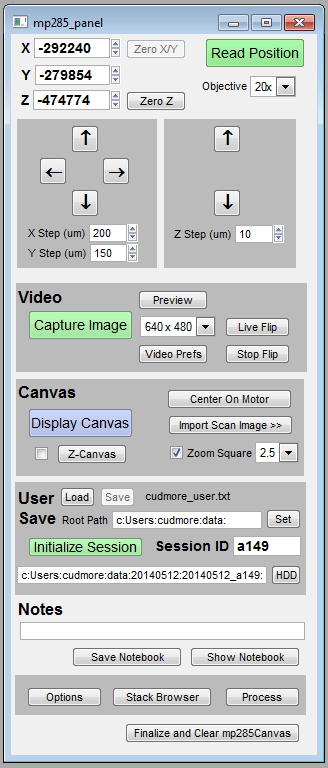 mp285_panel
X -292240 Zero X/Y Read Position
Y -279854
Objective 20x
Z -474774 Zero Z
X Step (um) 200 Z Step (um) 10
Y Step (um) 150
Video Preview
Capture Image 640 x 480 Live Flip
Video Prefs Stop Flip
Canvas Center On Motor
Display Canvas Import Scan Image >>
Z-Canvas Zoom Square 2.5
User Load Save cudmore_user.txt
Save Root Path c:Users:cudmore:data: Set
Initialize Session Session ID a149
c:Users:cudmore:data:20140512:20140512_a149: HDD
Notes
Save Notebook Show Notebook
Options Stack Browser Process
Finalize and Clear mp285Canvas